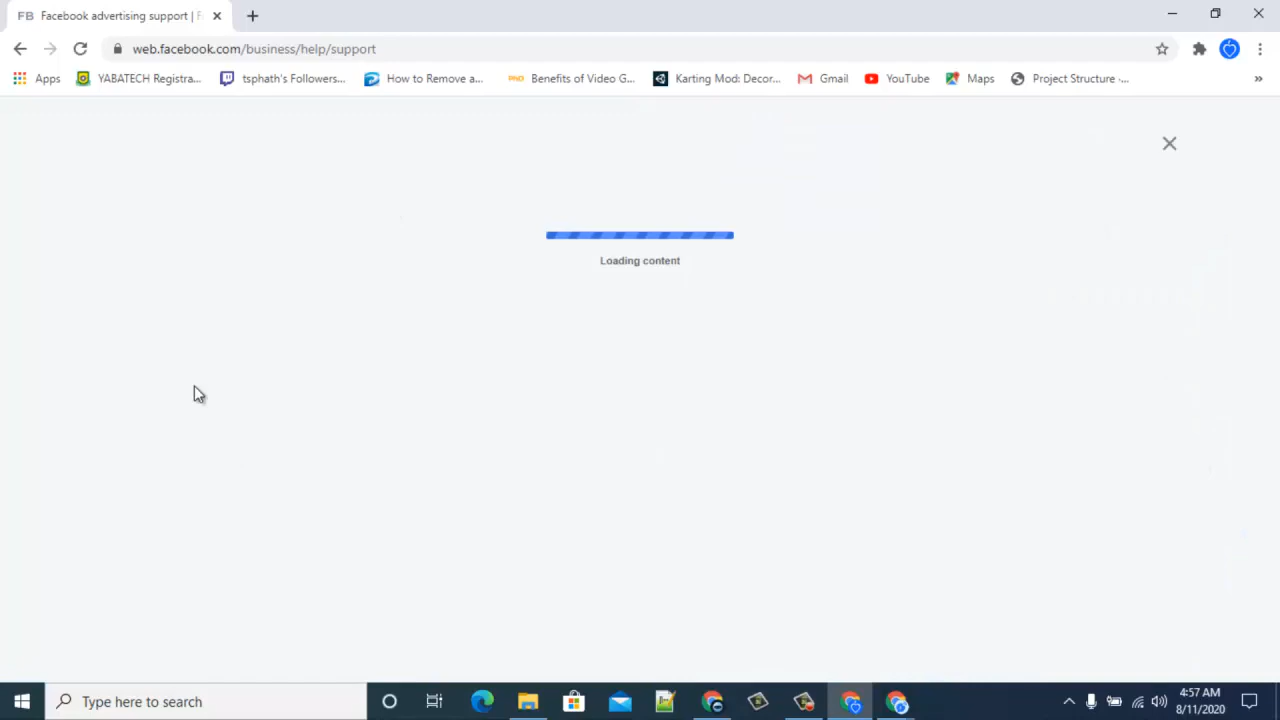 FB Facebook advertising support | F
web.facebook.com/business/help/support
Apps YABATECH Registra... tsphath's Followers... How to Remove a... Benefits of Video G... Karting Mod: Decor... Gmail YouTube Maps Project Structure -... »
Loading content
Type here to search
4:57 AM
8/11/2020